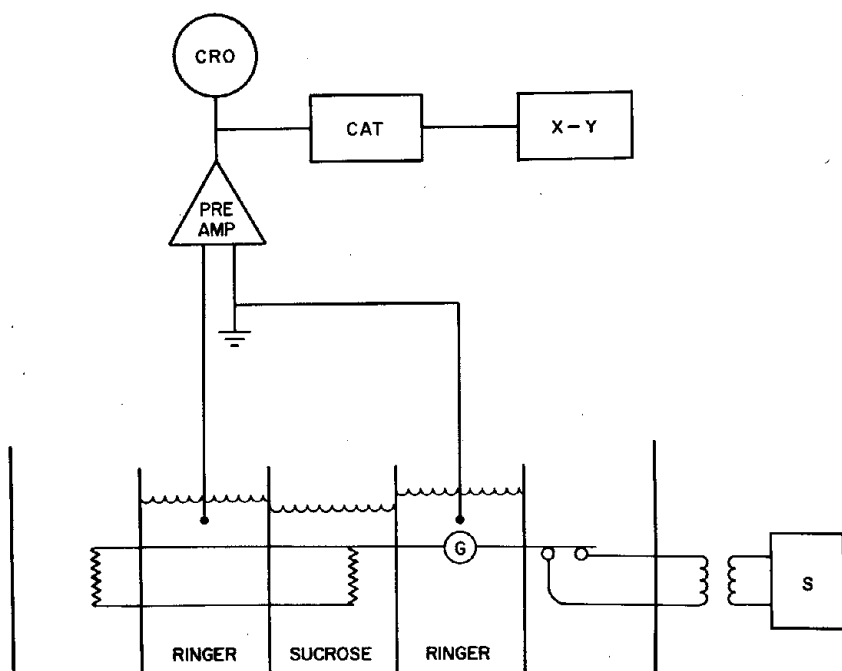 CRO
CAT
X-Y
PRE
AMP
G
S
RINGER
SUCROSE
RINGER